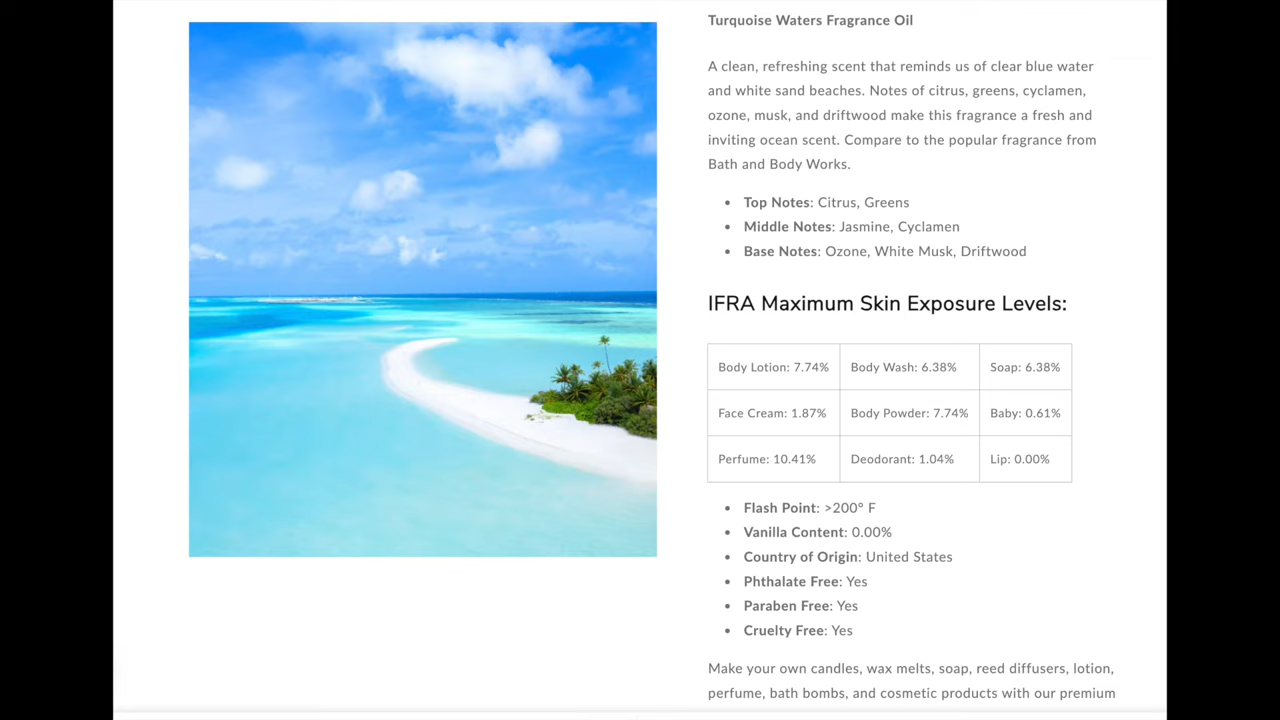 Turquoise Waters Fragrance Oil
A clean, refreshing scent that reminds us of clear blue water
and white sand beaches. Notes of citrus, greens, cyclamen,
ozone, musk, and driftwood make this fragrance a fresh and
inviting ocean scent. Compare to the popular fragrance from
Bath and Body Works.
• Top Notes: Citrus, Greens
• Middle Notes: Jasmine, Cyclamen
• Base Notes: Ozone, White Musk, Driftwood
IFRA Maximum Skin Exposure Levels:
Body Lotion: 7.74% Body Wash: 6.38% Soap: 6.38%
Face Cream: 1.87% Body Powder: 7.74% Baby: 0.61%
Perfume: 10.41% Deodorant: 1.04% Lip: 0.00%
• Flash Point: >200° F
• Vanilla Content: 0.00%
• Country of Origin: United States
• Phthalate Free: Yes
• Paraben Free: Yes
• Cruelty Free: Yes
Make your own candles, wax melts, soap, reed diffusers, lotion,
perfume, bath bombs, and cosmetic products with our premium